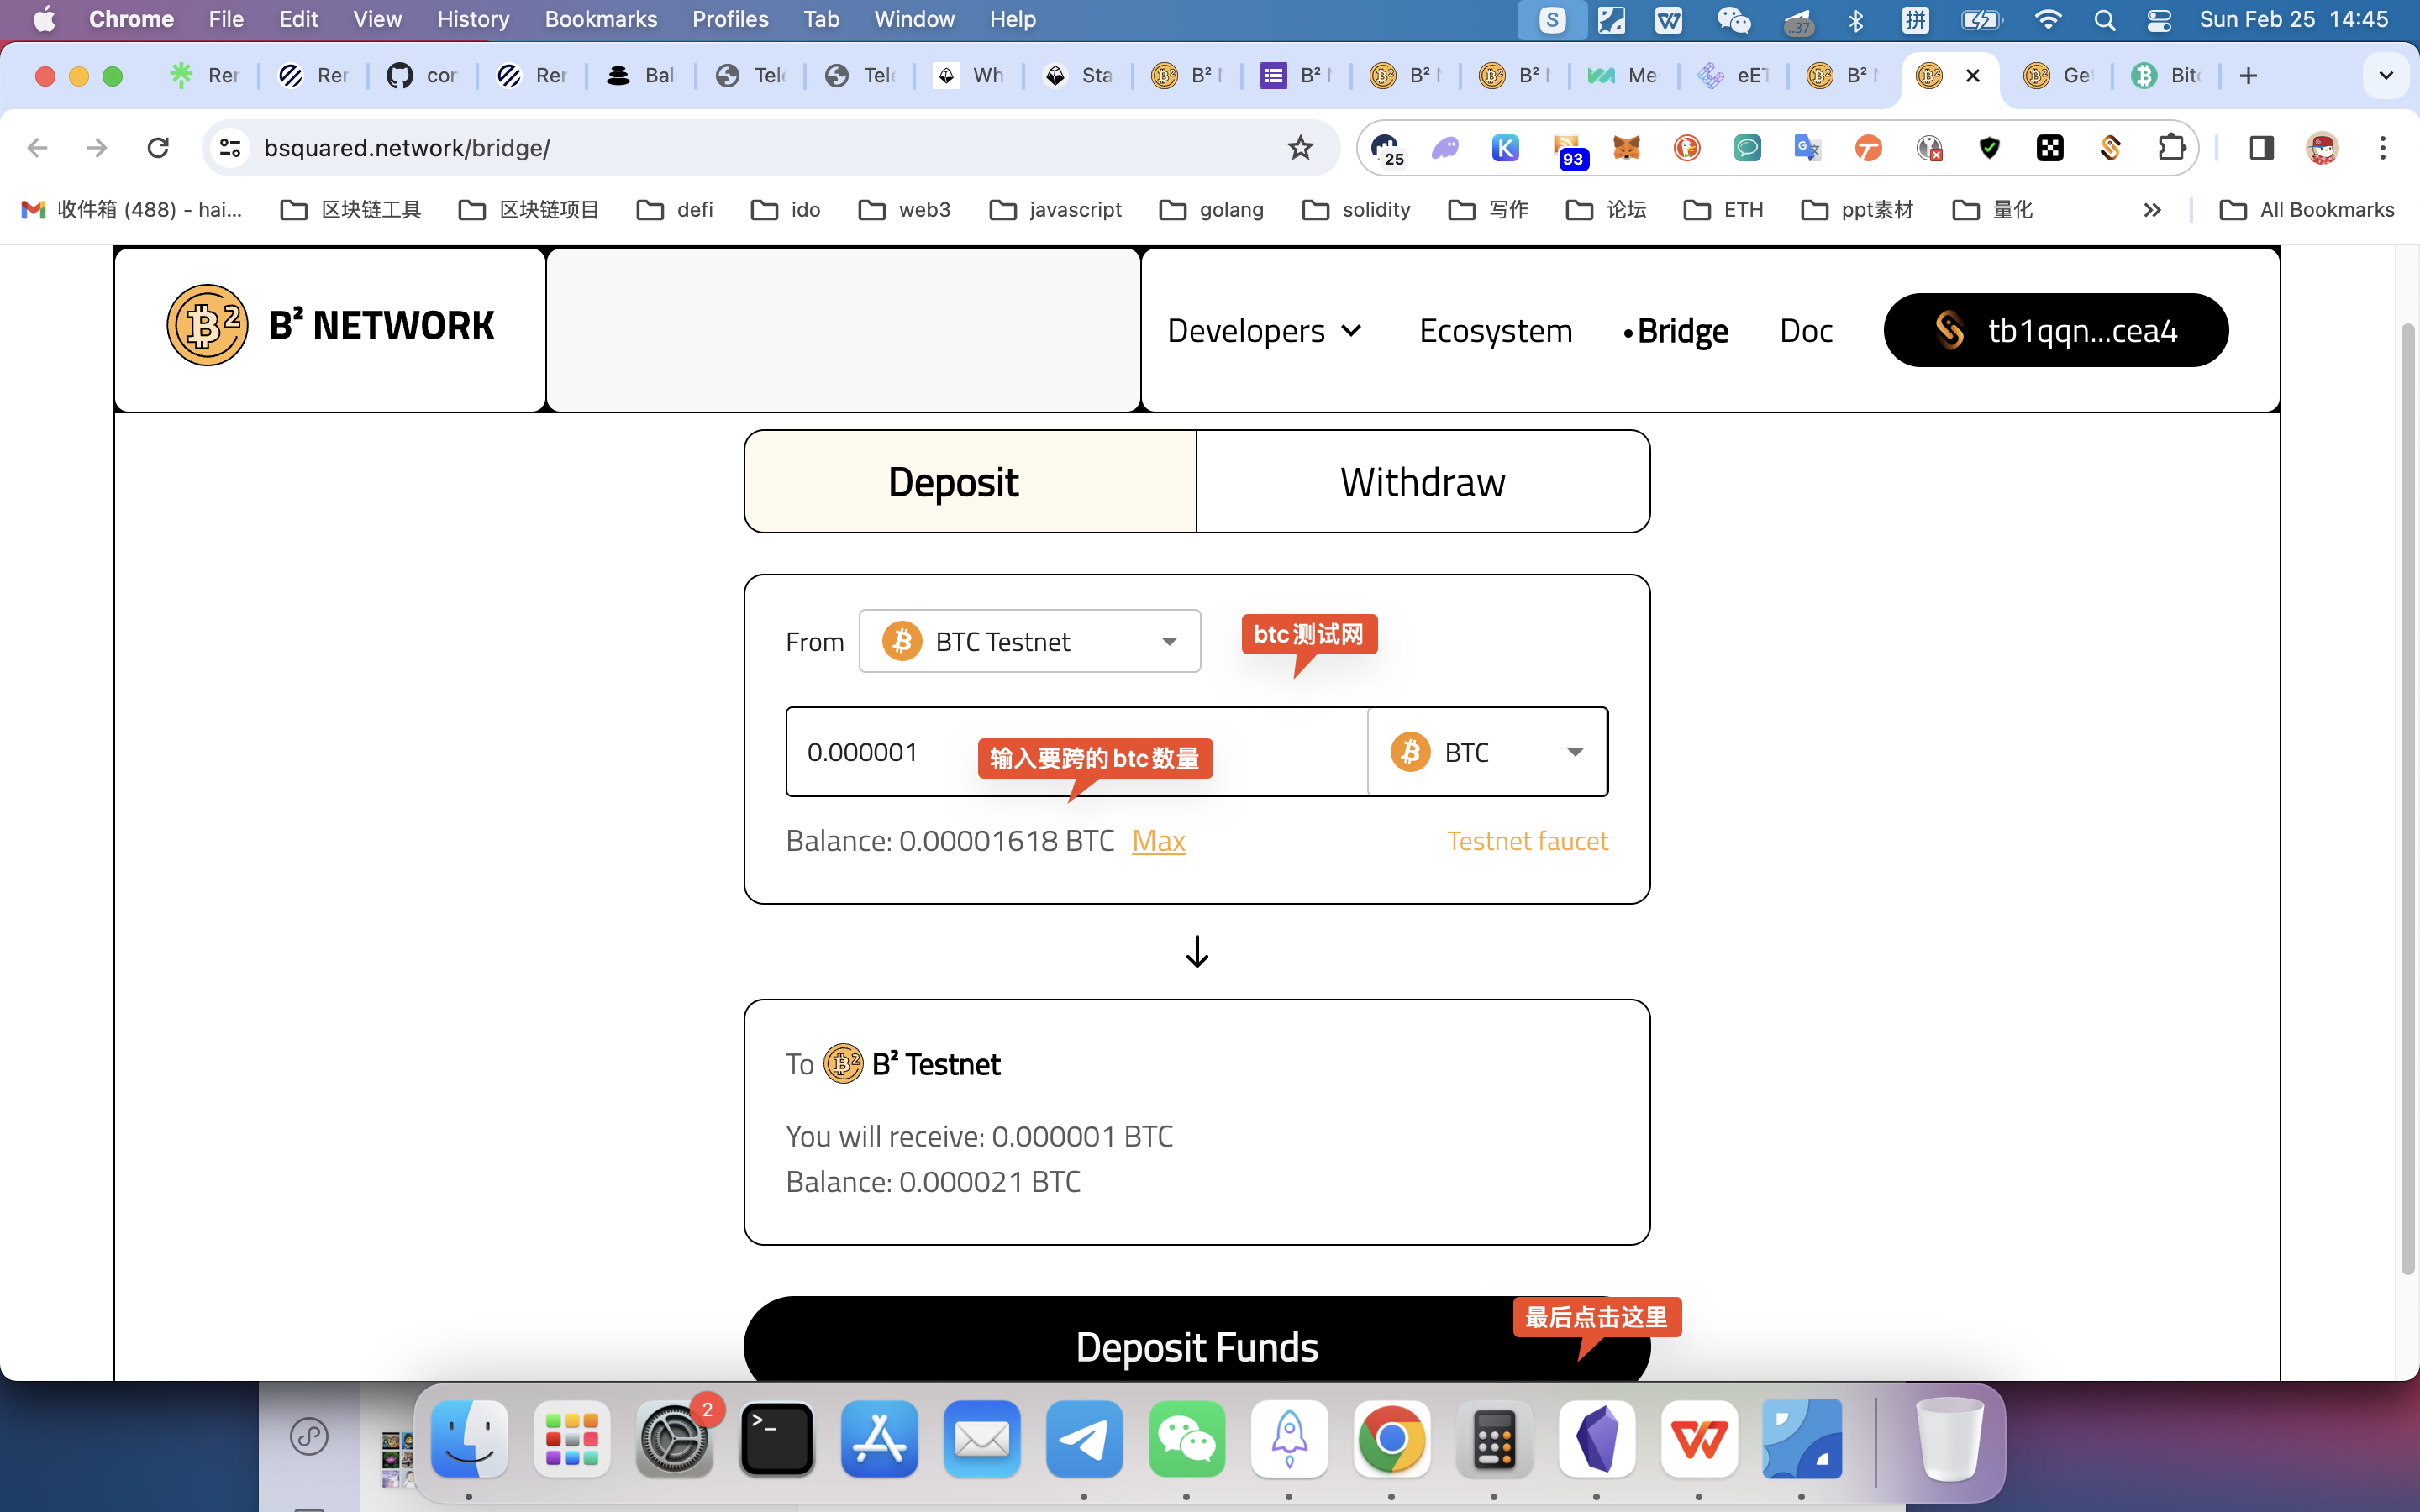 Chrome File Edit View History Bookmarks Profiles Tab Window Help
S 拼 ..37 Sun Feb 25 14:45
Rer Rer cor Rer Bal Tele Tele Wh Sta B² B² B² B² Me eET B² Get Bit
bsquared.network/bridge/
25 K 93
收件箱 (488) - hai... 区块链工具 区块链项目 defi ido web3 javascript golang solidity 写作 论坛 ETH ppt素材 量化 » All Bookmarks
B² NETWORK
Developers Ecosystem •Bridge Doc tb1qqn...cea4
Deposit Withdraw
From BTC Testnet btc测试网
0.000001 输入要跨的btc数量 BTC
Balance: 0.00001618 BTC Max Testnet faucet
To B² Testnet
You will receive: 0.000001 BTC
Balance: 0.000021 BTC
最后点击这里
Deposit Funds
2